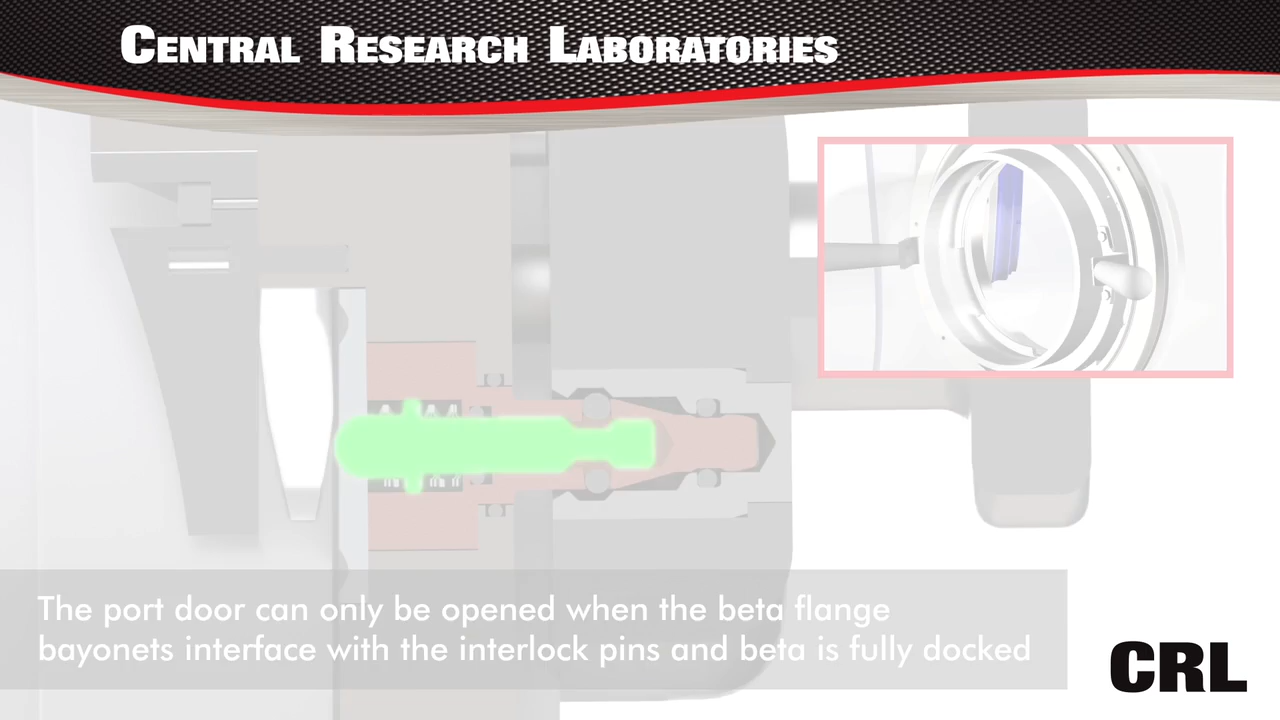 CENTRAL RESEARCH LABORATORIES
The port door can only be opened when the beta flange
bayonets interface with the interlock pins and beta is fully docked
CRL